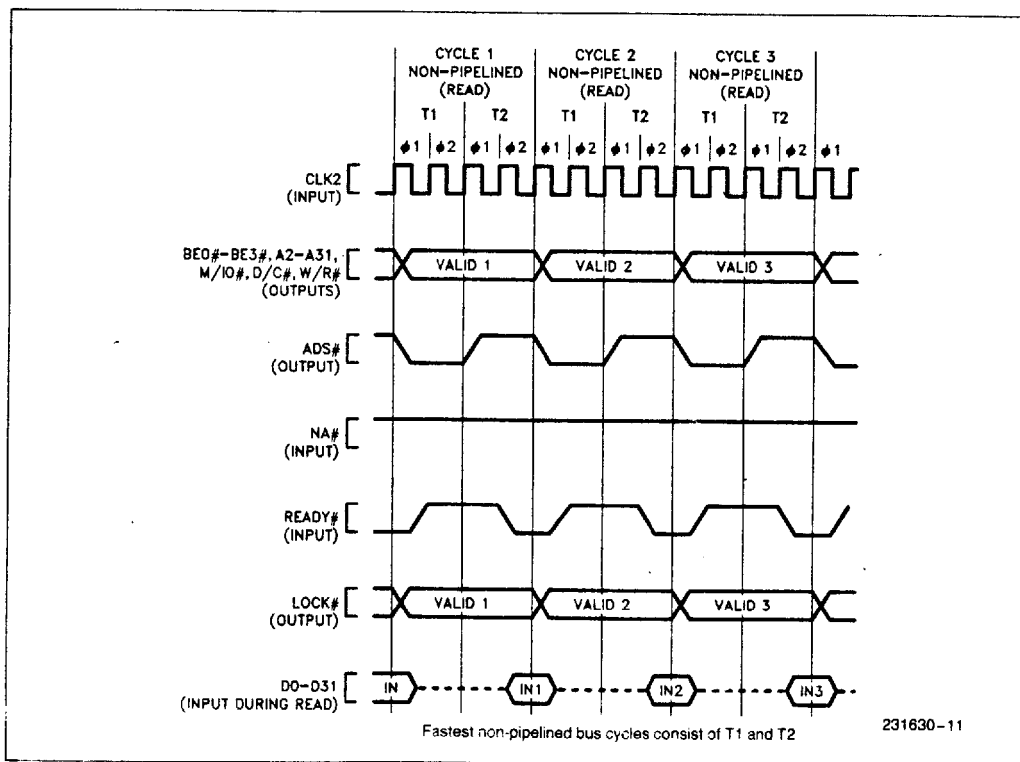 CYCLE 1 CYCLE 2 CYCLE 3
NON-PIPELINED NON-PIPELINED NON-PIPELINED
(READ) (READ) (READ)
T1 T2 T1 T2 T1 T2
ϕ1 ϕ2 ϕ1 ϕ2 ϕ1 ϕ2 ϕ1 ϕ2 ϕ1 ϕ2 ϕ1 ϕ2 ϕ1
CLK2
(INPUT)
BE0#-BE3#, A2-A31,
M/IO#, D/C#, W/R#
(OUTPUTS)
VALID 1 VALID 2 VALID 3
ADS#
(OUTPUT)
NA#
(INPUT)
READY#
(INPUT)
LOCK#
(OUTPUT)
VALID 1 VALID 2 VALID 3
D0-D31
(INPUT DURING READ)
IN IN1 IN2 IN3
Fastest non-pipelined bus cycles consist of T1 and T2
231630-11